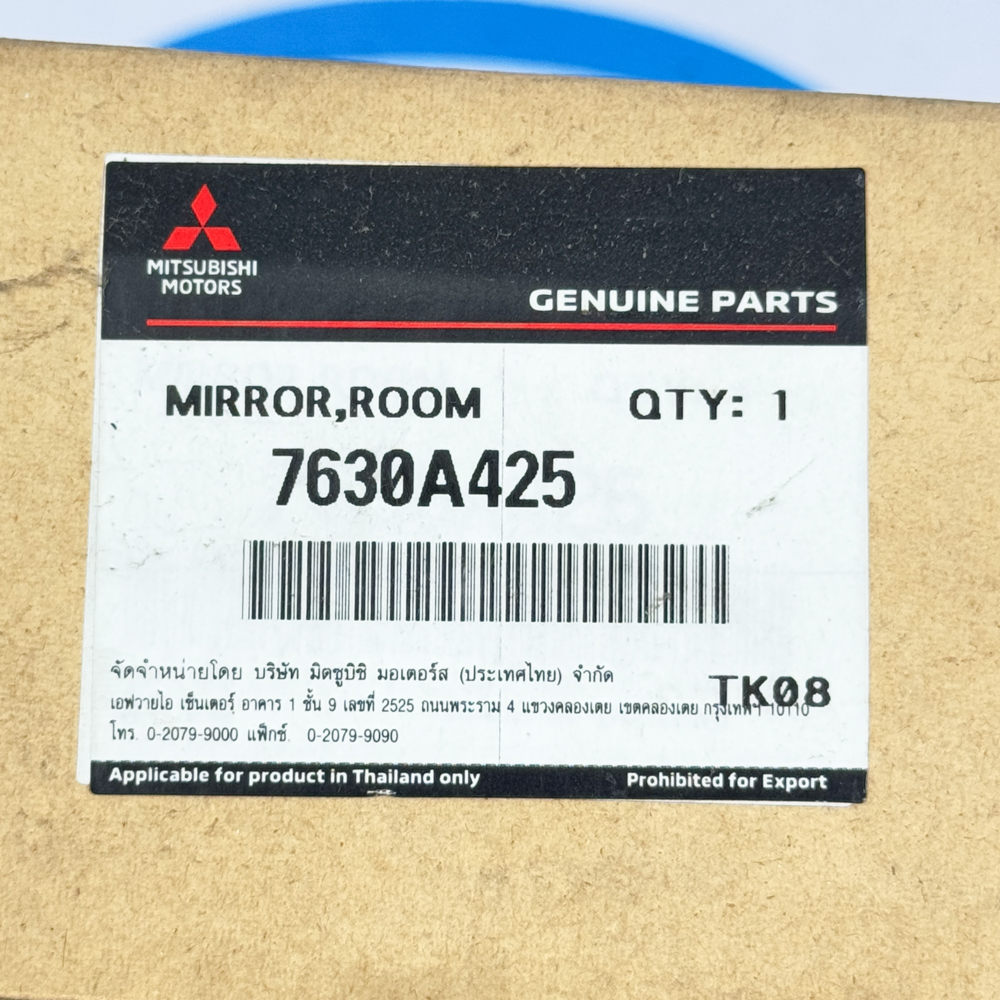 MITSUBISHI
MOTORS
GENUINE PARTS
MIRROR,ROOM QTY: 1
7630A425
จัดจำหน่ายโดย บริษัท มิตซูบิชิ มอเตอร์ส (ประเทศไทย) จำกัด
เอฟวายไอ เซ็นเตอร์ อาคาร 1 ชั้น 9 เลขที่ 2525 ถนนพระราม 4 แขวงคลองเตย เขตคลองเตย กรุงเทพฯ 10110
TK08
โทร. 0-2079-9000 แฟ็กซ์. 0-2079-9090
Applicable for product in Thailand only Prohibited for Export